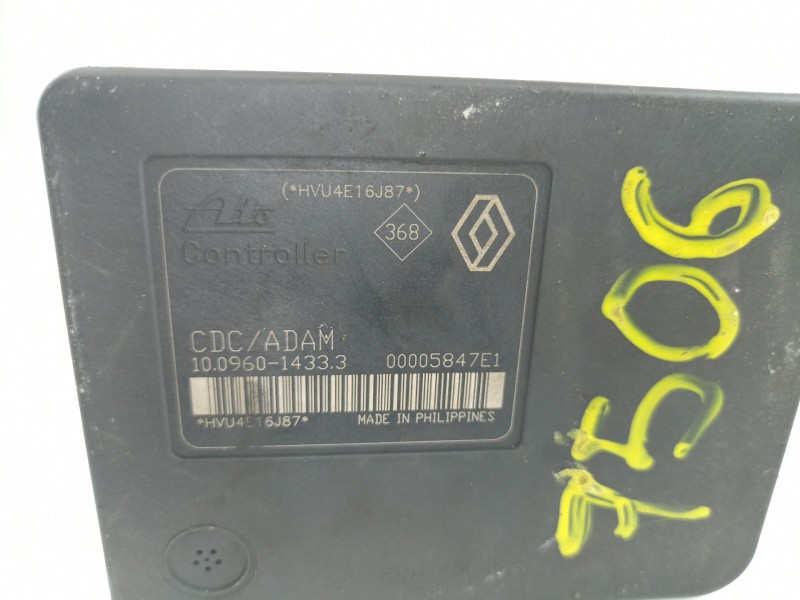 (*HVU4E16J87*)
Ate
368
Controller
CDC/ADAM
10.0960-1433.3 00005847E1
*HVU4E16J87*
MADE IN PHILIPPINES
7506